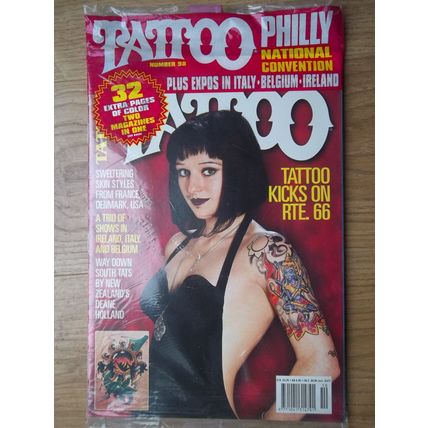 TATTOO
NUMBER 98
PHILLY
NATIONAL
CONVENTION
PLUS EXPOS IN ITALY • BELGIUM • IRELAND
32
EXTRA PAGES
OF COLOR
TWO
MAGAZINES
IN ONE
TATTOO
TATTOO
KICKS ON
RTE. 66
SWELTERING
SKIN STYLES
FROM FRANCE,
DENMARK, USA
A TRIO OF
SHOWS IN
IRELAND, ITALY,
AND BELGIUM
WAY DOWN
SOUTH TATS
BY NEW
ZEALAND'S
DEANE
HOLLAND